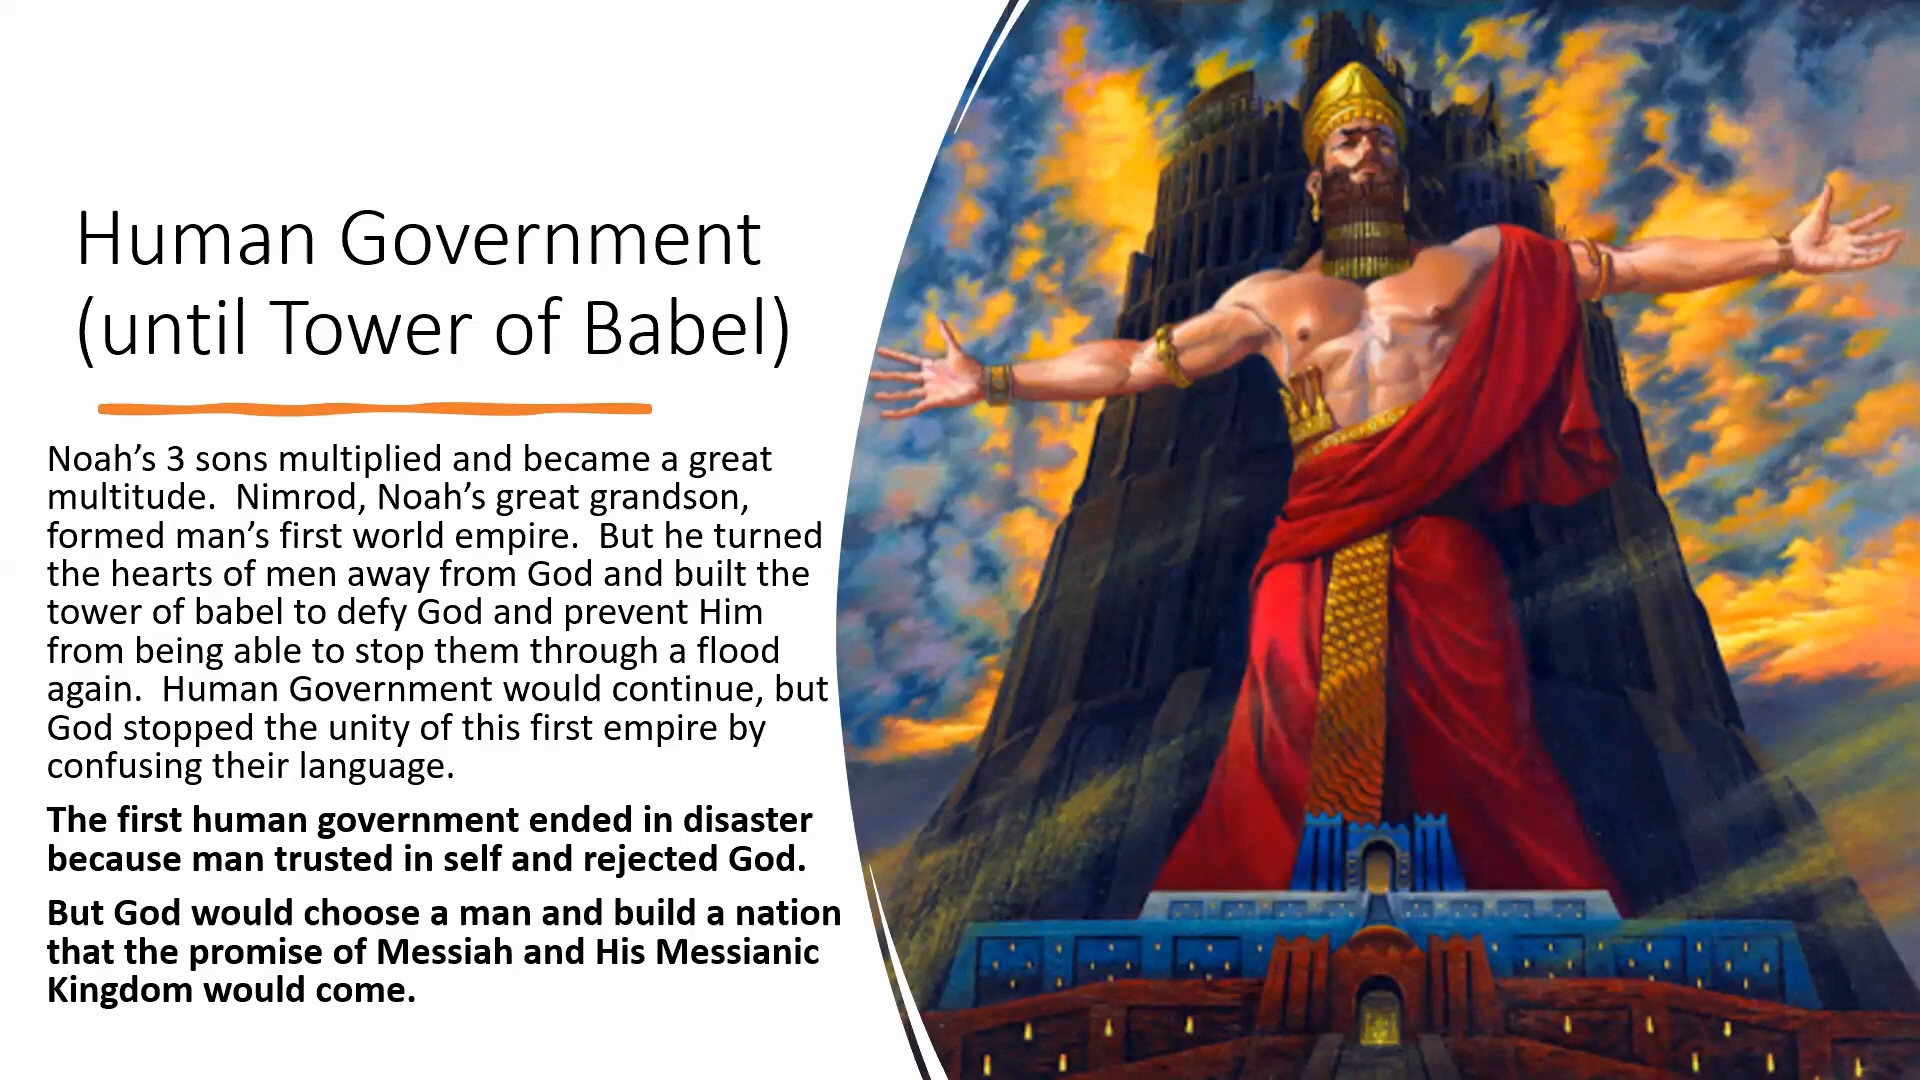 Human Government
(until Tower of Babel)
Noah’s 3 sons multiplied and became a great
multitude.  Nimrod, Noah’s great grandson,
formed man’s first world empire.  But he turned
the hearts of men away from God and built the
tower of babel to defy God and prevent Him
from being able to stop them through a flood
again.  Human Government would continue, but
God stopped the unity of this first empire by
confusing their language.
The first human government ended in disaster
because man trusted in self and rejected God.
But God would choose a man and build a nation
that the promise of Messiah and His Messianic
Kingdom would come.